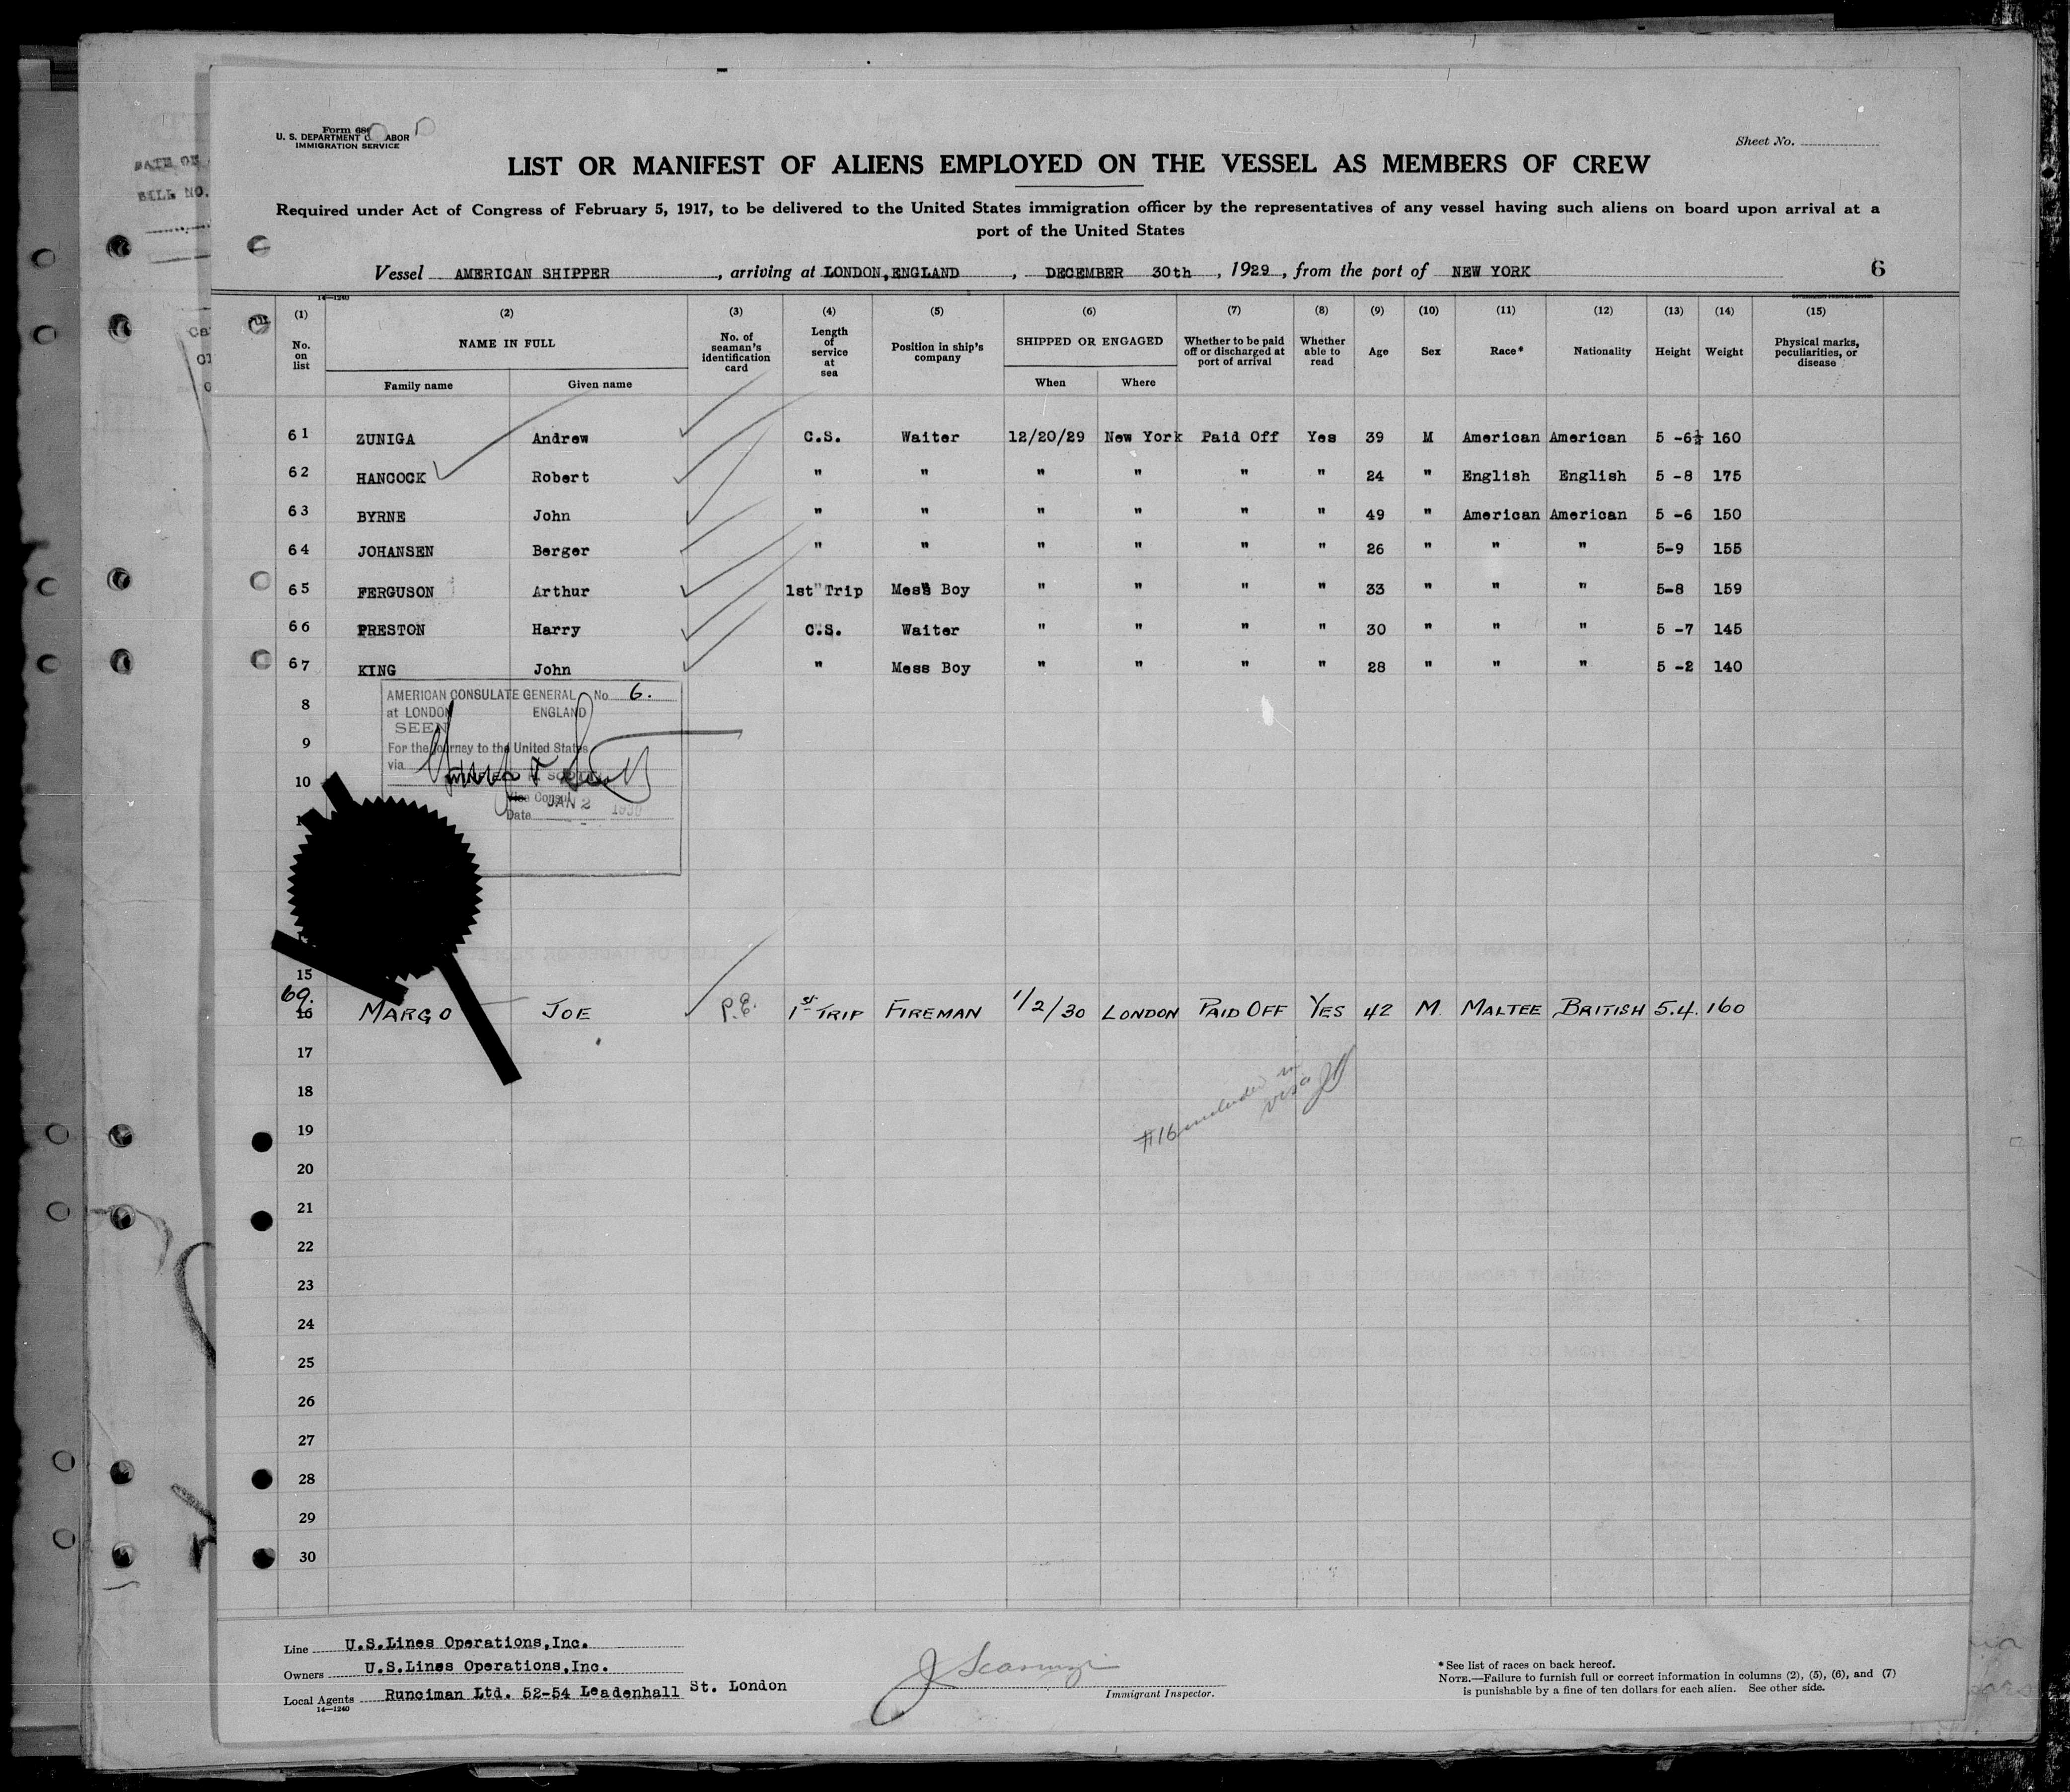 Form 680
U. S. DEPARTMENT OF LABOR
IMMIGRATION SERVICE
Sheet No.
LIST OR MANIFEST OF ALIENS EMPLOYED ON THE VESSEL AS MEMBERS OF CREW
Required under Act of Congress of February 5, 1917, to be delivered to the United States immigration officer by the representatives of any vessel having such aliens on board upon arrival at a
port of the United States
Vessel AMERICAN SHIPPER, arriving at LONDON, ENGLAND, DECEMBER 30th, 1929, from the port of NEW YORK 6
14—1240
(1) (2) (3) (4) (5) (6) (7) (8) (9) (10) (11) (12) (13) (14) (15)
No. on list NAME IN FULL No. of seaman's identification card Length of service at sea Position in ship's company SHIPPED OR ENGAGED Whether to be paid off or discharged at port of arrival Whether able to read Age Sex Race* Nationality Height Weight Physical marks, peculiarities, or disease
Family name Given name When Where
61 ZUNIGA Andrew C.S. Waiter 12/20/29 New York Paid Off Yes 39 M American American 5 -6½ 160
62 HANCOCK Robert " " " " " " 24 " English English 5 -8 175
63 BYRNE John " " " " " " 49 " American American 5 -6 150
64 JOHANSEN Berger " " " " " " 26 " " " 5-9 155
65 FERGUSON Arthur 1st" Trip Mess Boy " " " " 33 " " " 5-8 159
66 PRESTON Harry C.S. Waiter " " " " 30 " " " 5 -7 145
67 KING John " Mess Boy " " " " 28 " " " 5 -2 140
AMERICAN CONSULATE GENERAL No 6.
8 at LONDON ENGLAND
SEEN
9 For the journey to the United States
via
10
Vice Consul
Date JAN 2 1930
15
69. 16 MARGO JOE P.E. 1st TRIP FIREMAN 1/2/30 LONDON PAID OFF YES 42 M. MALTEE BRITISH 5.4. 160
17
#16 included in visa
18
19
20
21
22
23
24
25
26
27
28
29
30
Line U.S.Lines Operations,Inc.
Owners U.S.Lines Operations,Inc.
Local Agents Runciman Ltd. 52-54 Leadenhall St. London
14—1240
Immigrant Inspector.
*See list of races on back hereof.
NOTE.—Failure to furnish full or correct information in columns (2), (5), (6), and (7)
is punishable by a fine of ten dollars for each alien. See other side.